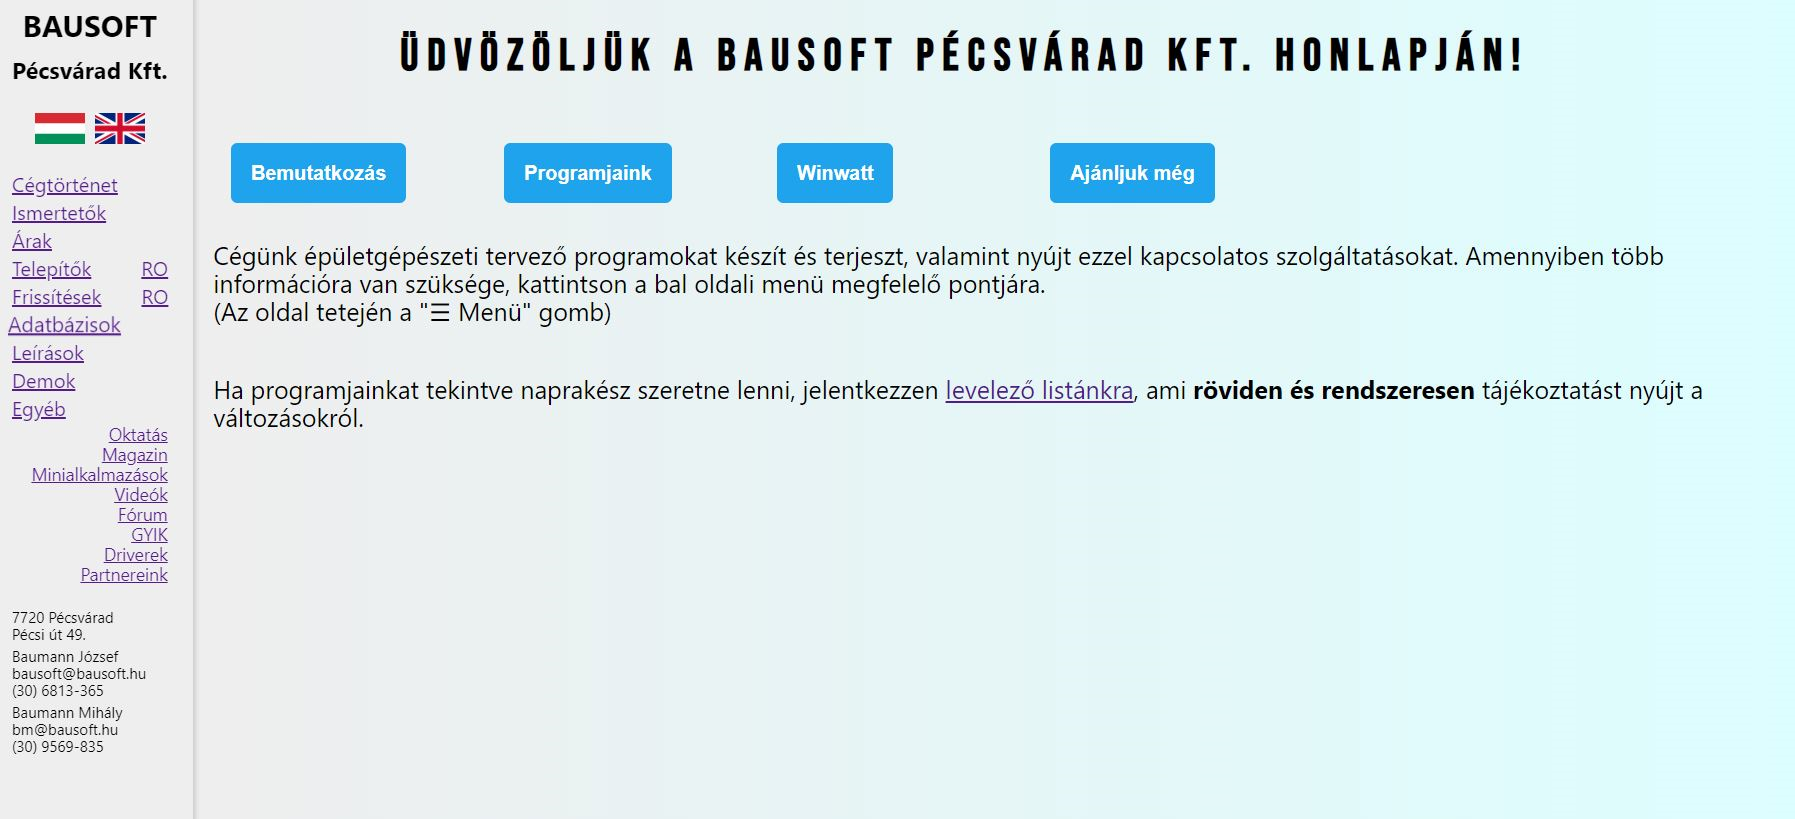 BAUSOFT
Pécsvárad Kft.
Cégtörténet
Ismertetők
Árak
Telepítők RO
Frissítések RO
Adatbázisok
Leírások
Demok
Egyéb
Oktatás
Magazin
Minialkalmazások
Videók
Fórum
GYIK
Driverek
Partnereink
7720 Pécsvárad
Pécsi út 49.
Baumann József
bausoft@bausoft.hu
(30) 6813-365
Baumann Mihály
bm@bausoft.hu
(30) 9569-835
ÜDVÖZÖLJÜK A BAUSOFT PÉCSVÁRAD KFT. HONLAPJÁN!
Bemutatkozás
Programjaink
Winwatt
Ajánljuk még
Cégünk épületgépészeti tervező programokat készít és terjeszt, valamint nyújt ezzel kapcsolatos szolgáltatásokat. Amennyiben több
információra van szüksége, kattintson a bal oldali menü megfelelő pontjára.
(Az oldal tetején a "☰ Menü" gomb)
Ha programjainkat tekintve naprakész szeretne lenni, jelentkezzen levelező listánkra, ami röviden és rendszeresen tájékoztatást nyújt a
változásokról.